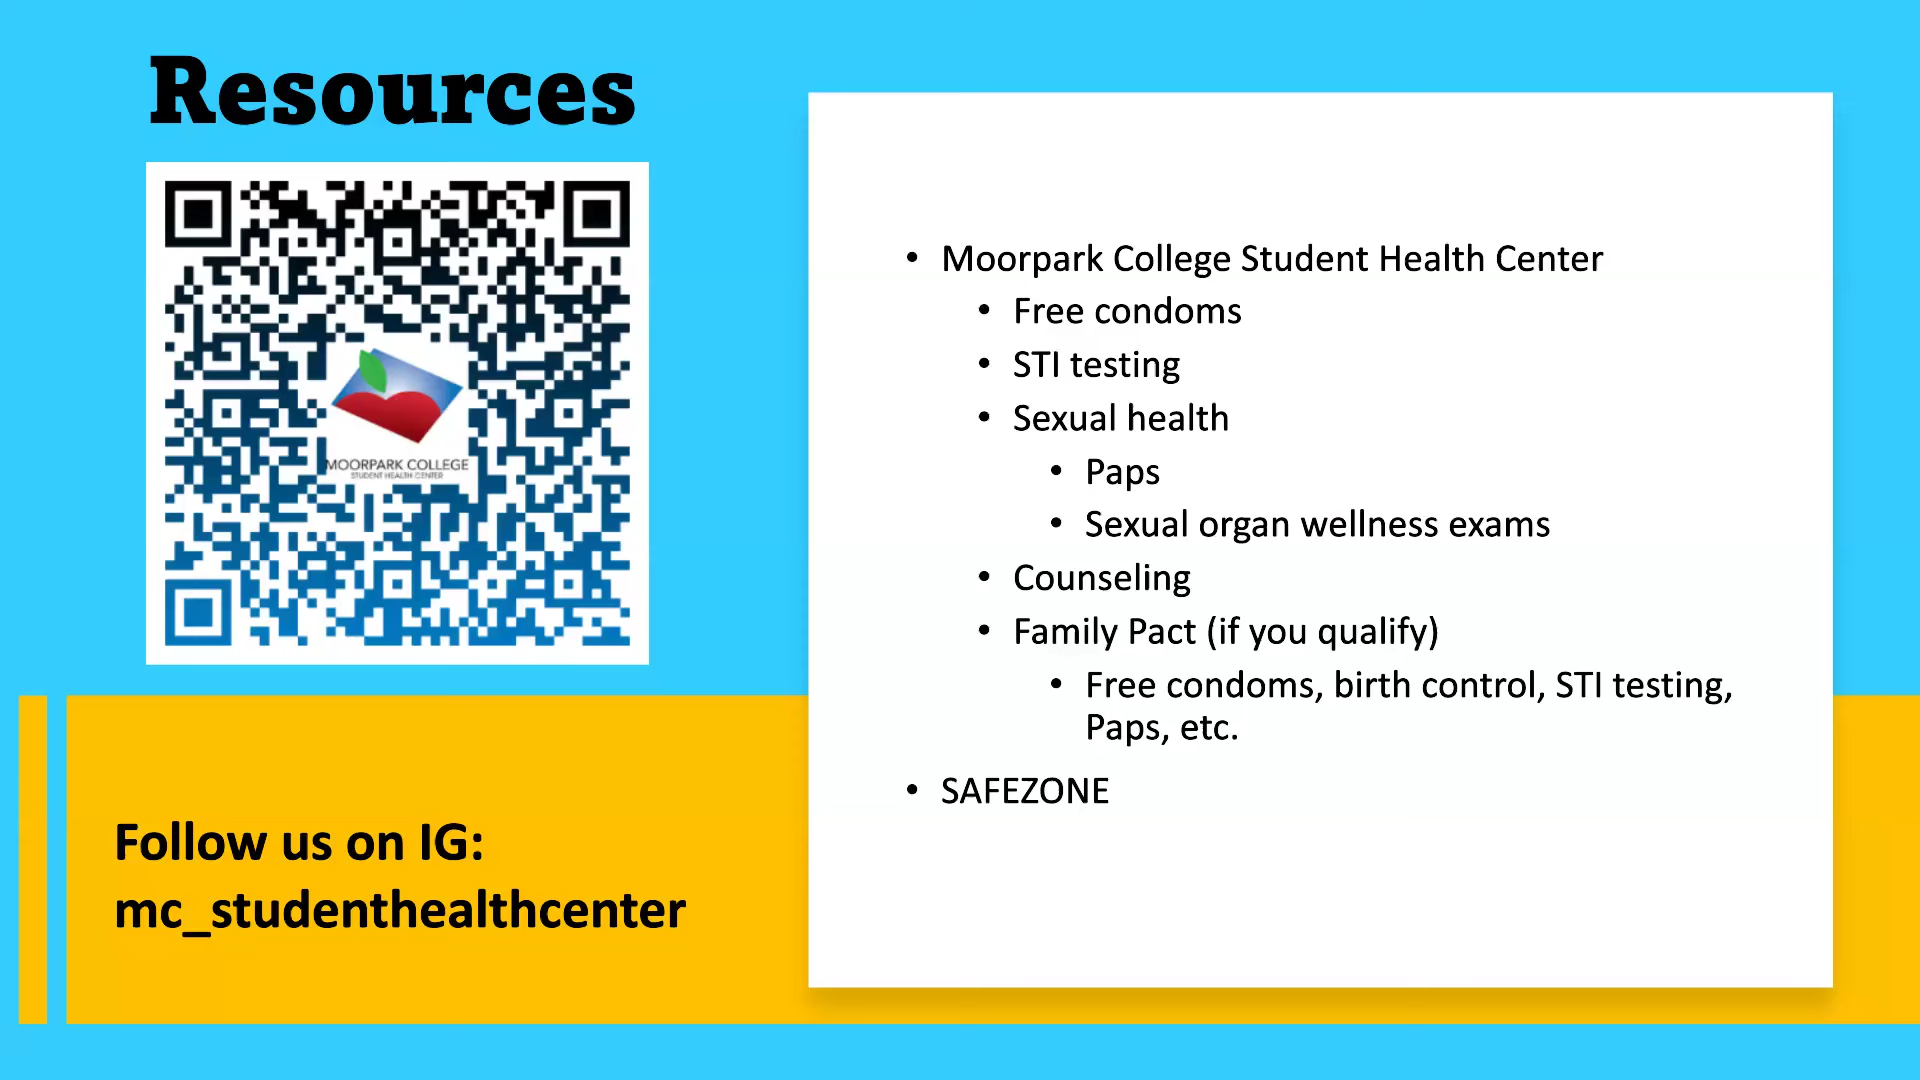 Resources
MOORPARK COLLEGE
STUDENT HEALTH CENTER
Follow us on IG:
mc_studenthealthcenter
• Moorpark College Student Health Center
• Free condoms
• STI testing
• Sexual health
• Paps
• Sexual organ wellness exams
• Counseling
• Family Pact (if you qualify)
• Free condoms, birth control, STI testing,
Paps, etc.
• SAFEZONE